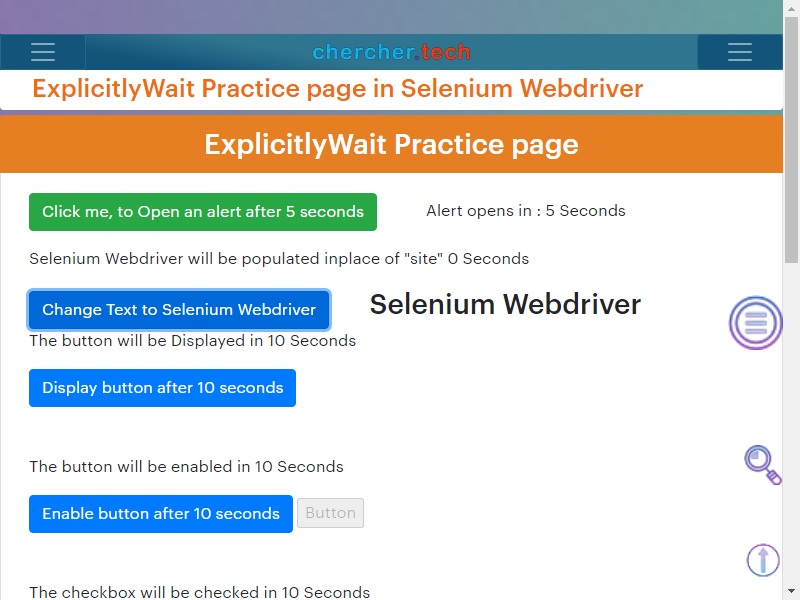 chercher.tech
ExplicitlyWait Practice page in Selenium Webdriver
ExplicitlyWait Practice page
Click me, to Open an alert after 5 seconds
Alert opens in : 5 Seconds
Selenium Webdriver will be populated inplace of "site" 0 Seconds
Change Text to Selenium Webdriver
Selenium Webdriver
The button will be Displayed in 10 Seconds
Display button after 10 seconds
The button will be enabled in 10 Seconds
Enable button after 10 seconds
Button
The checkbox will be checked in 10 Seconds